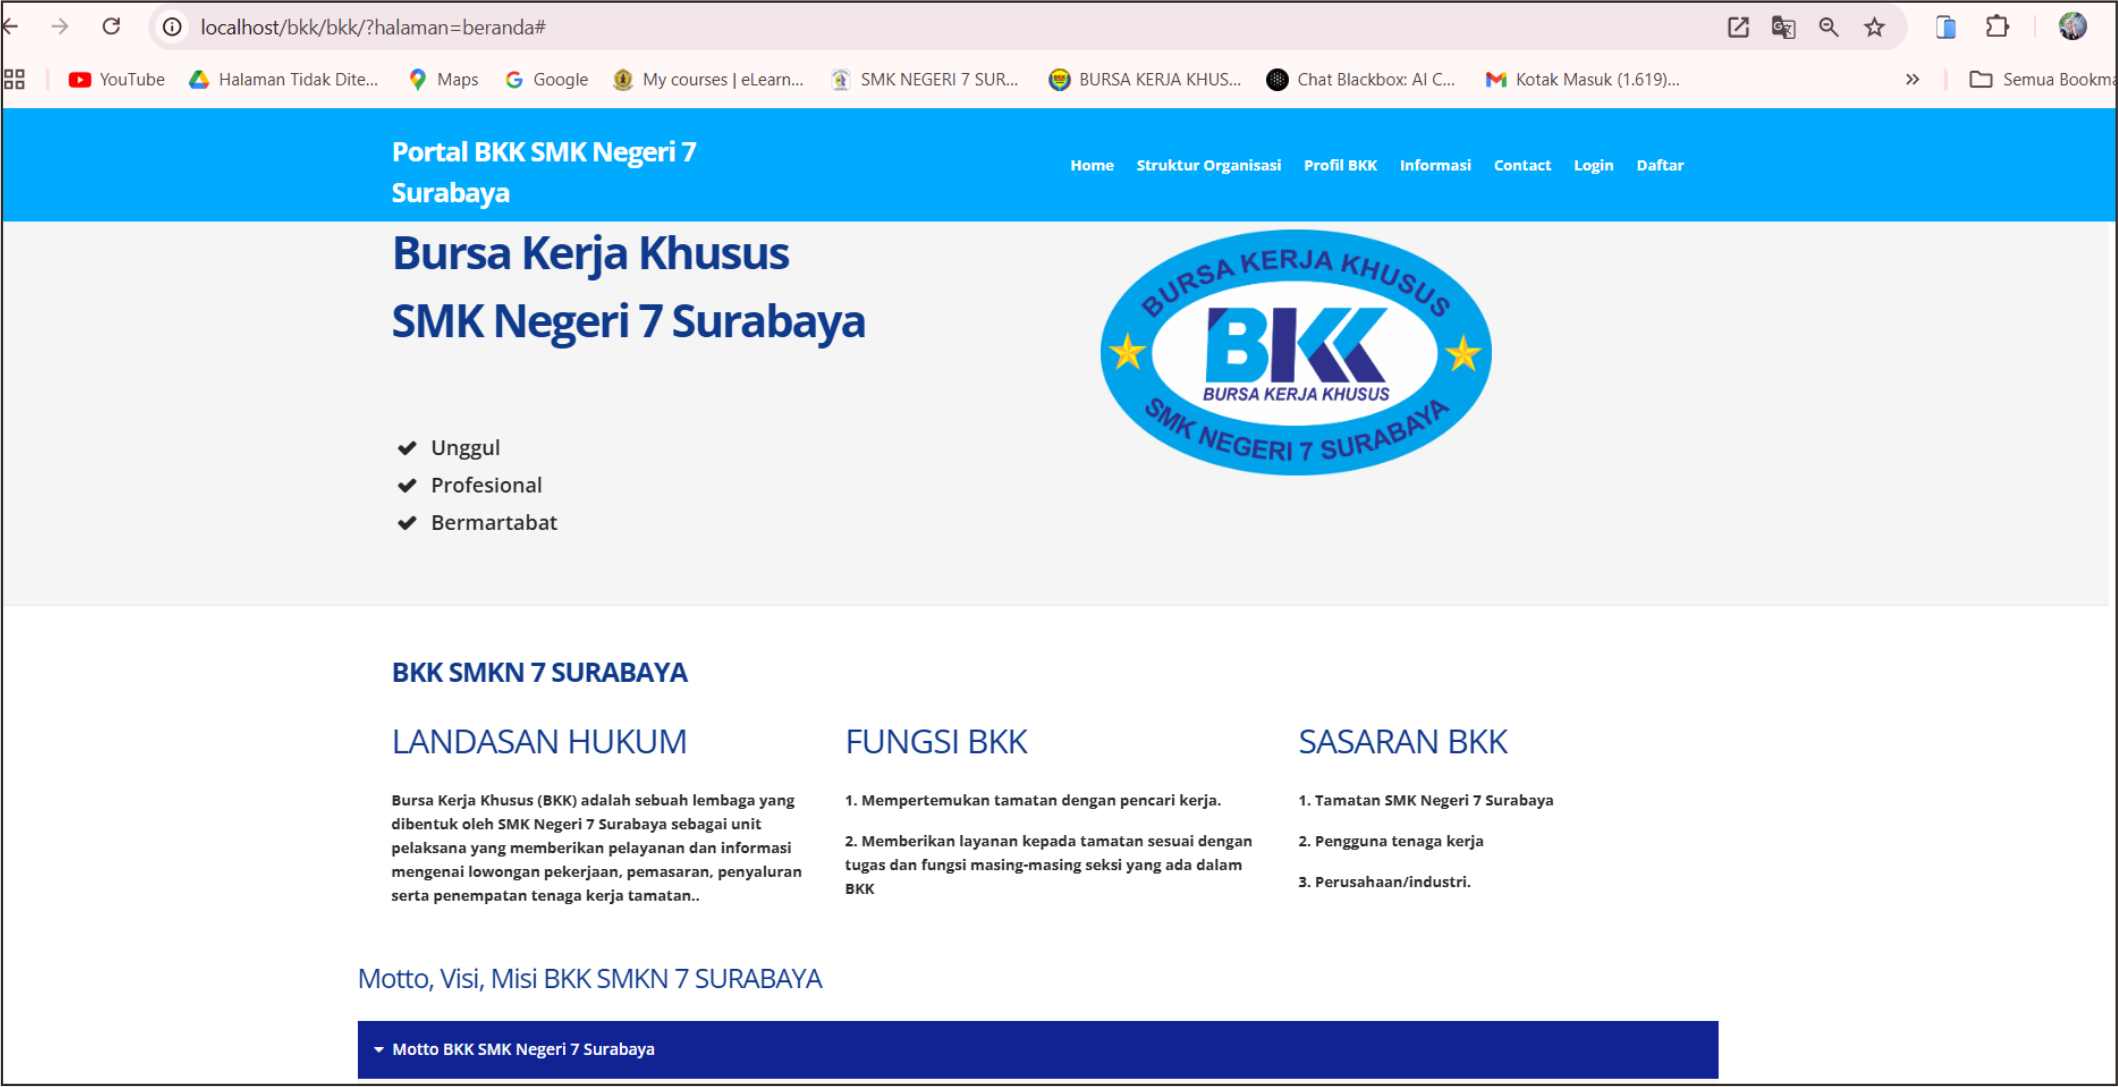 localhost/bkk/bkk/?halaman=beranda#
YouTube
Halaman Tidak Dite...
Maps
Google
My courses | eLearn...
SMK NEGERI 7 SUR...
BURSA KERJA KHUS...
Chat Blackbox: AI C...
Kotak Masuk (1.619)...
»
Semua Bookma
Portal BKK SMK Negeri 7
Surabaya
Home
Struktur Organisasi
Profil BKK
Informasi
Contact
Login
Daftar
Bursa Kerja Khusus
SMK Negeri 7 Surabaya
Unggul
Profesional
Bermartabat
BURSA KERJA KHUSUS
BKK
BURSA KERJA KHUSUS
SMK NEGERI 7 SURABAYA
BKK SMKN 7 SURABAYA
LANDASAN HUKUM
Bursa Kerja Khusus (BKK) adalah sebuah lembaga yang
dibentuk oleh SMK Negeri 7 Surabaya sebagai unit
pelaksana yang memberikan pelayanan dan informasi
mengenai lowongan pekerjaan, pemasaran, penyaluran
serta penempatan tenaga kerja tamatan..
FUNGSI BKK
1. Mempertemukan tamatan dengan pencari kerja.
2. Memberikan layanan kepada tamatan sesuai dengan
tugas dan fungsi masing-masing seksi yang ada dalam
BKK
SASARAN BKK
1. Tamatan SMK Negeri 7 Surabaya
2. Pengguna tenaga kerja
3. Perusahaan/industri.
Motto, Visi, Misi BKK SMKN 7 SURABAYA
Motto BKK SMK Negeri 7 Surabaya